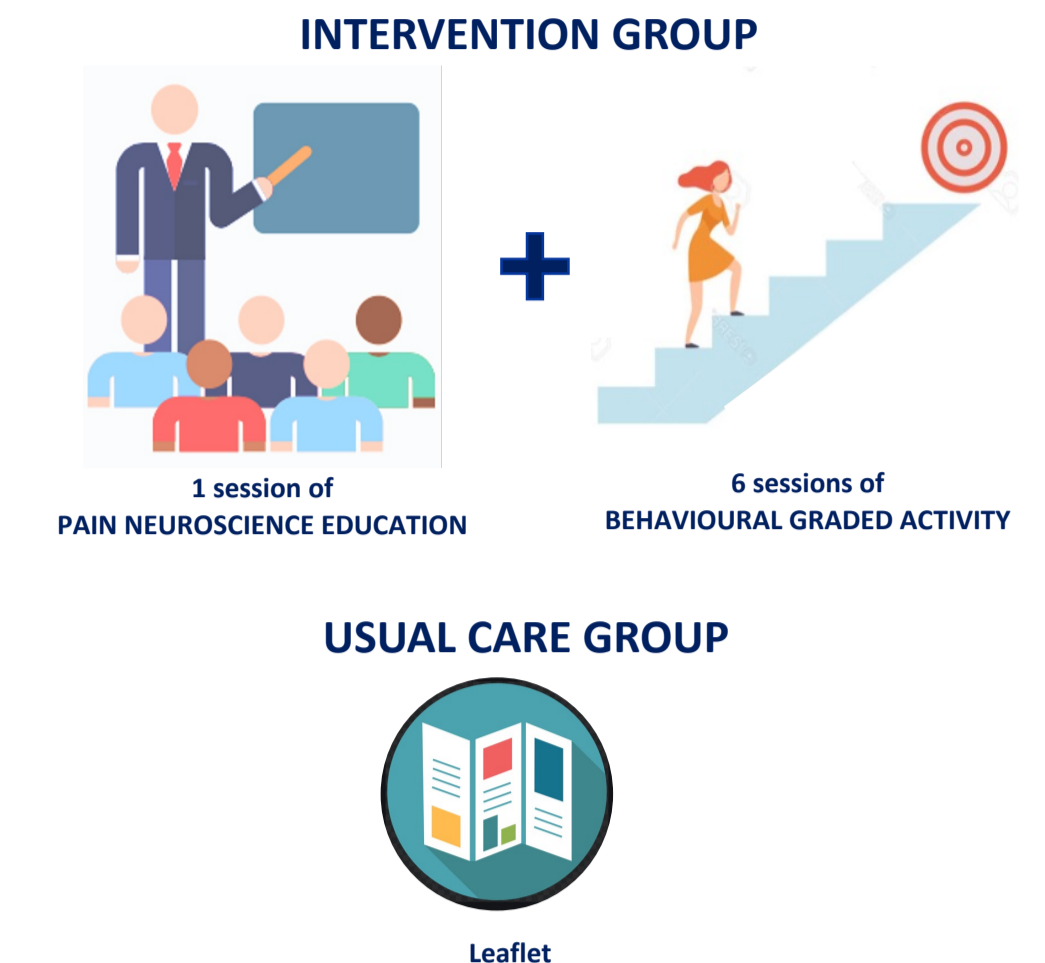 INTERVENTION GROUP
1 session of
PAIN NEUROSCIENCE EDUCATION
6 sessions of
BEHAVIOURAL GRADED ACTIVITY
USUAL CARE GROUP
Leaflet